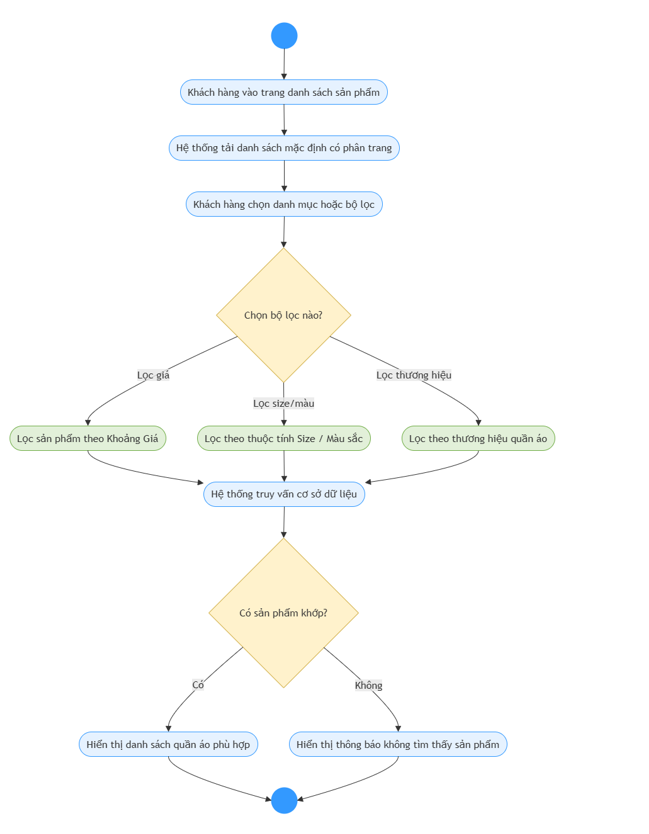 Khách hàng vào trang danh sách sản phẩm
Hệ thống tải danh sách mặc định có phân trang
Khách hàng chọn danh mục hoặc bộ lọc
Chọn bộ lọc nào?
Lọc giá
Lọc size/màu
Lọc thương hiệu
Lọc sản phẩm theo Khoảng Giá
Lọc theo thuộc tính Size / Màu sắc
Lọc theo thương hiệu quần áo
Hệ thống truy vấn cơ sở dữ liệu
Có sản phẩm khớp?
Có
Không
Hiển thị danh sách quần áo phù hợp
Hiển thị thông báo không tìm thấy sản phẩm